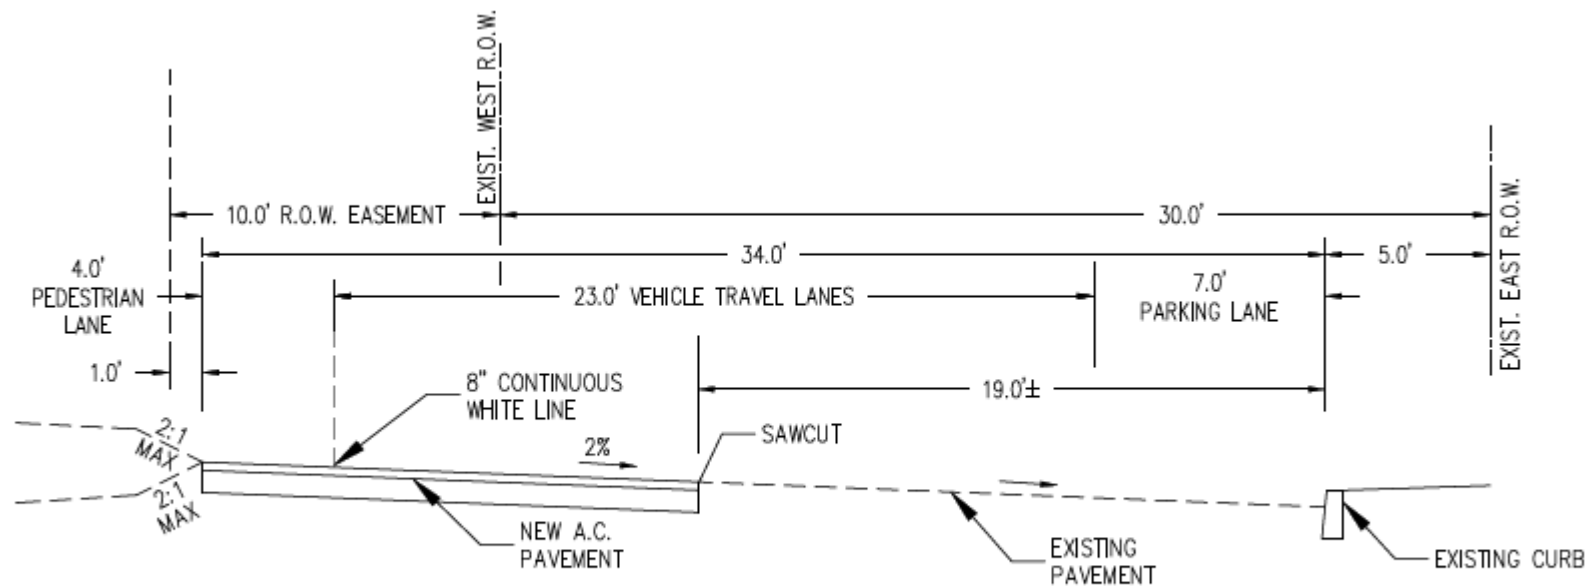 EXIST. WEST R.O.W.
10.0' R.O.W. EASEMENT
30.0'
EXIST. EAST R.O.W.
34.0'
5.0'
4.0'
PEDESTRIAN
LANE
23.0' VEHICLE TRAVEL LANES
7.0'
PARKING LANE
1.0'
8" CONTINUOUS
WHITE LINE
19.0'±
2:1
MAX
2%
SAWCUT
2:1
MAX
NEW A.C.
PAVEMENT
EXISTING
PAVEMENT
EXISTING CURB